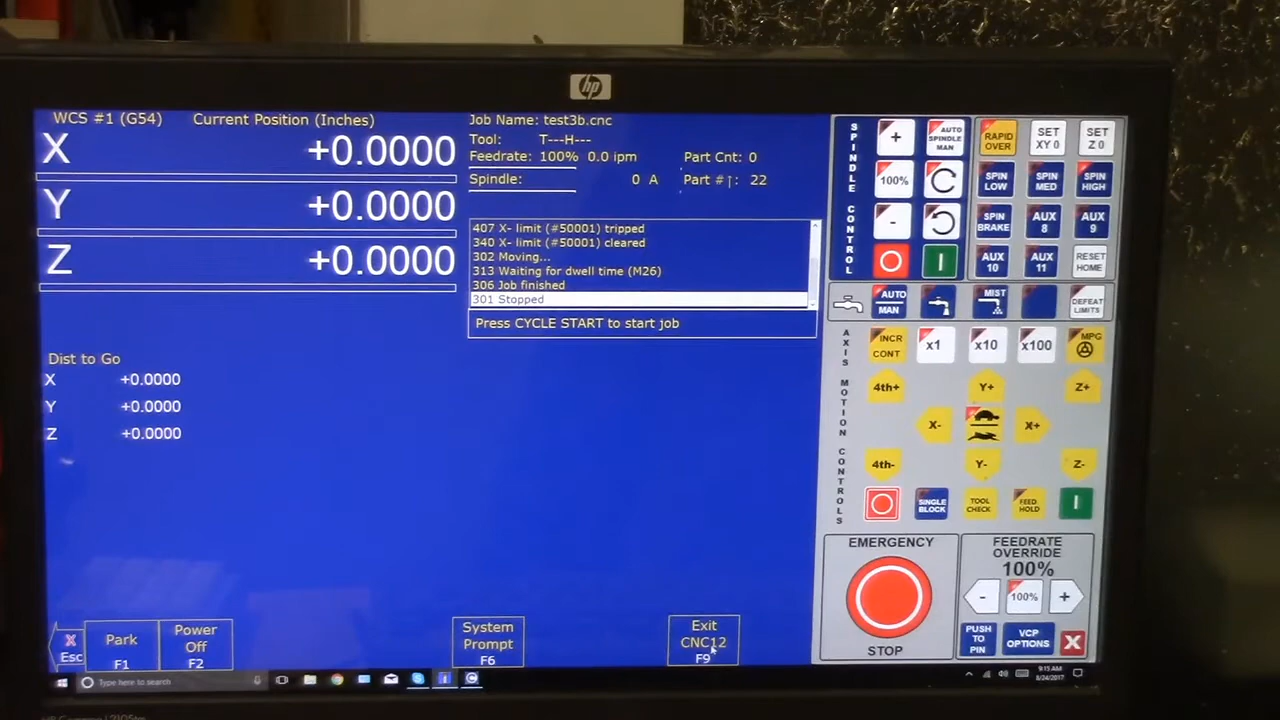 hp
WCS #1 (G54) Current Position (Inches)
X +0.0000
Y +0.0000
Z +0.0000
Dist to Go
X +0.0000
Y +0.0000
Z +0.0000
Job Name: test3b.cnc
Tool: T---H---
Feedrate: 100% 0.0 ipm Part Cnt: 0
Spindle: 0 A Part #↑: 22
407 X- limit (#50001) tripped
340 X- limit (#50001) cleared
302 Moving...
313 Waiting for dwell time (M26)
306 Job finished
301 Stopped
Press CYCLE START to start job
X
Esc
Park
F1
Power
Off
F2
System
Prompt
F6
Exit
CNC12
F9
SPINDLE CONTROL
+
AUTO
SPINDLE
MAN
100%
-
RAPID
OVER
SET
XY 0
SET
Z 0
SPIN
LOW
SPIN
MED
SPIN
HIGH
SPIN
BRAKE
AUX
8
AUX
9
AUX
10
AUX
11
RESET
HOME
AUTO
MAN
MIST
DEFEAT
LIMITS
AXIS MOTION CONTROLS
INCR
CONT
x1
x10
x100
MPG
4th+
Y+
Z+
X-
X+
4th-
Y-
Z-
SINGLE
BLOCK
TOOL
CHECK
FEED
HOLD
EMERGENCY
STOP
FEEDRATE
OVERRIDE
100%
-
100%
+
PUSH
TO
PIN
VCP
OPTIONS
X
Type here to search
9:15 AM
8/24/2017